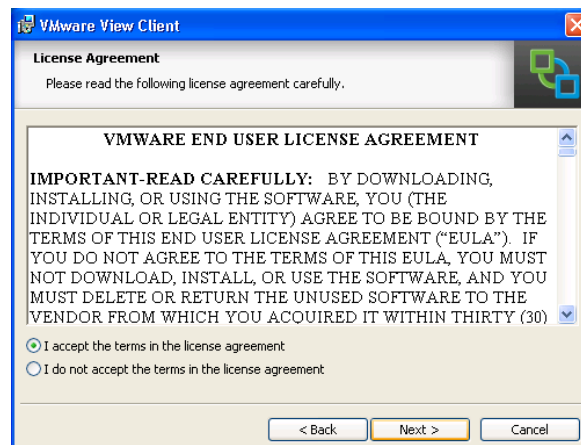 VMware View Client
License Agreement
Please read the following license agreement carefully.
VMWARE END USER LICENSE AGREEMENT
IMPORTANT-READ CAREFULLY: BY DOWNLOADING,
INSTALLING, OR USING THE SOFTWARE, YOU (THE
INDIVIDUAL OR LEGAL ENTITY) AGREE TO BE BOUND BY THE
TERMS OF THIS END USER LICENSE AGREEMENT (“EULA”). IF
YOU DO NOT AGREE TO THE TERMS OF THIS EULA, YOU MUST
NOT DOWNLOAD, INSTALL, OR USE THE SOFTWARE, AND YOU
MUST DELETE OR RETURN THE UNUSED SOFTWARE TO THE
VENDOR FROM WHICH YOU ACQUIRED IT WITHIN THIRTY (30)
I accept the terms in the license agreement
I do not accept the terms in the license agreement
< Back Next > Cancel